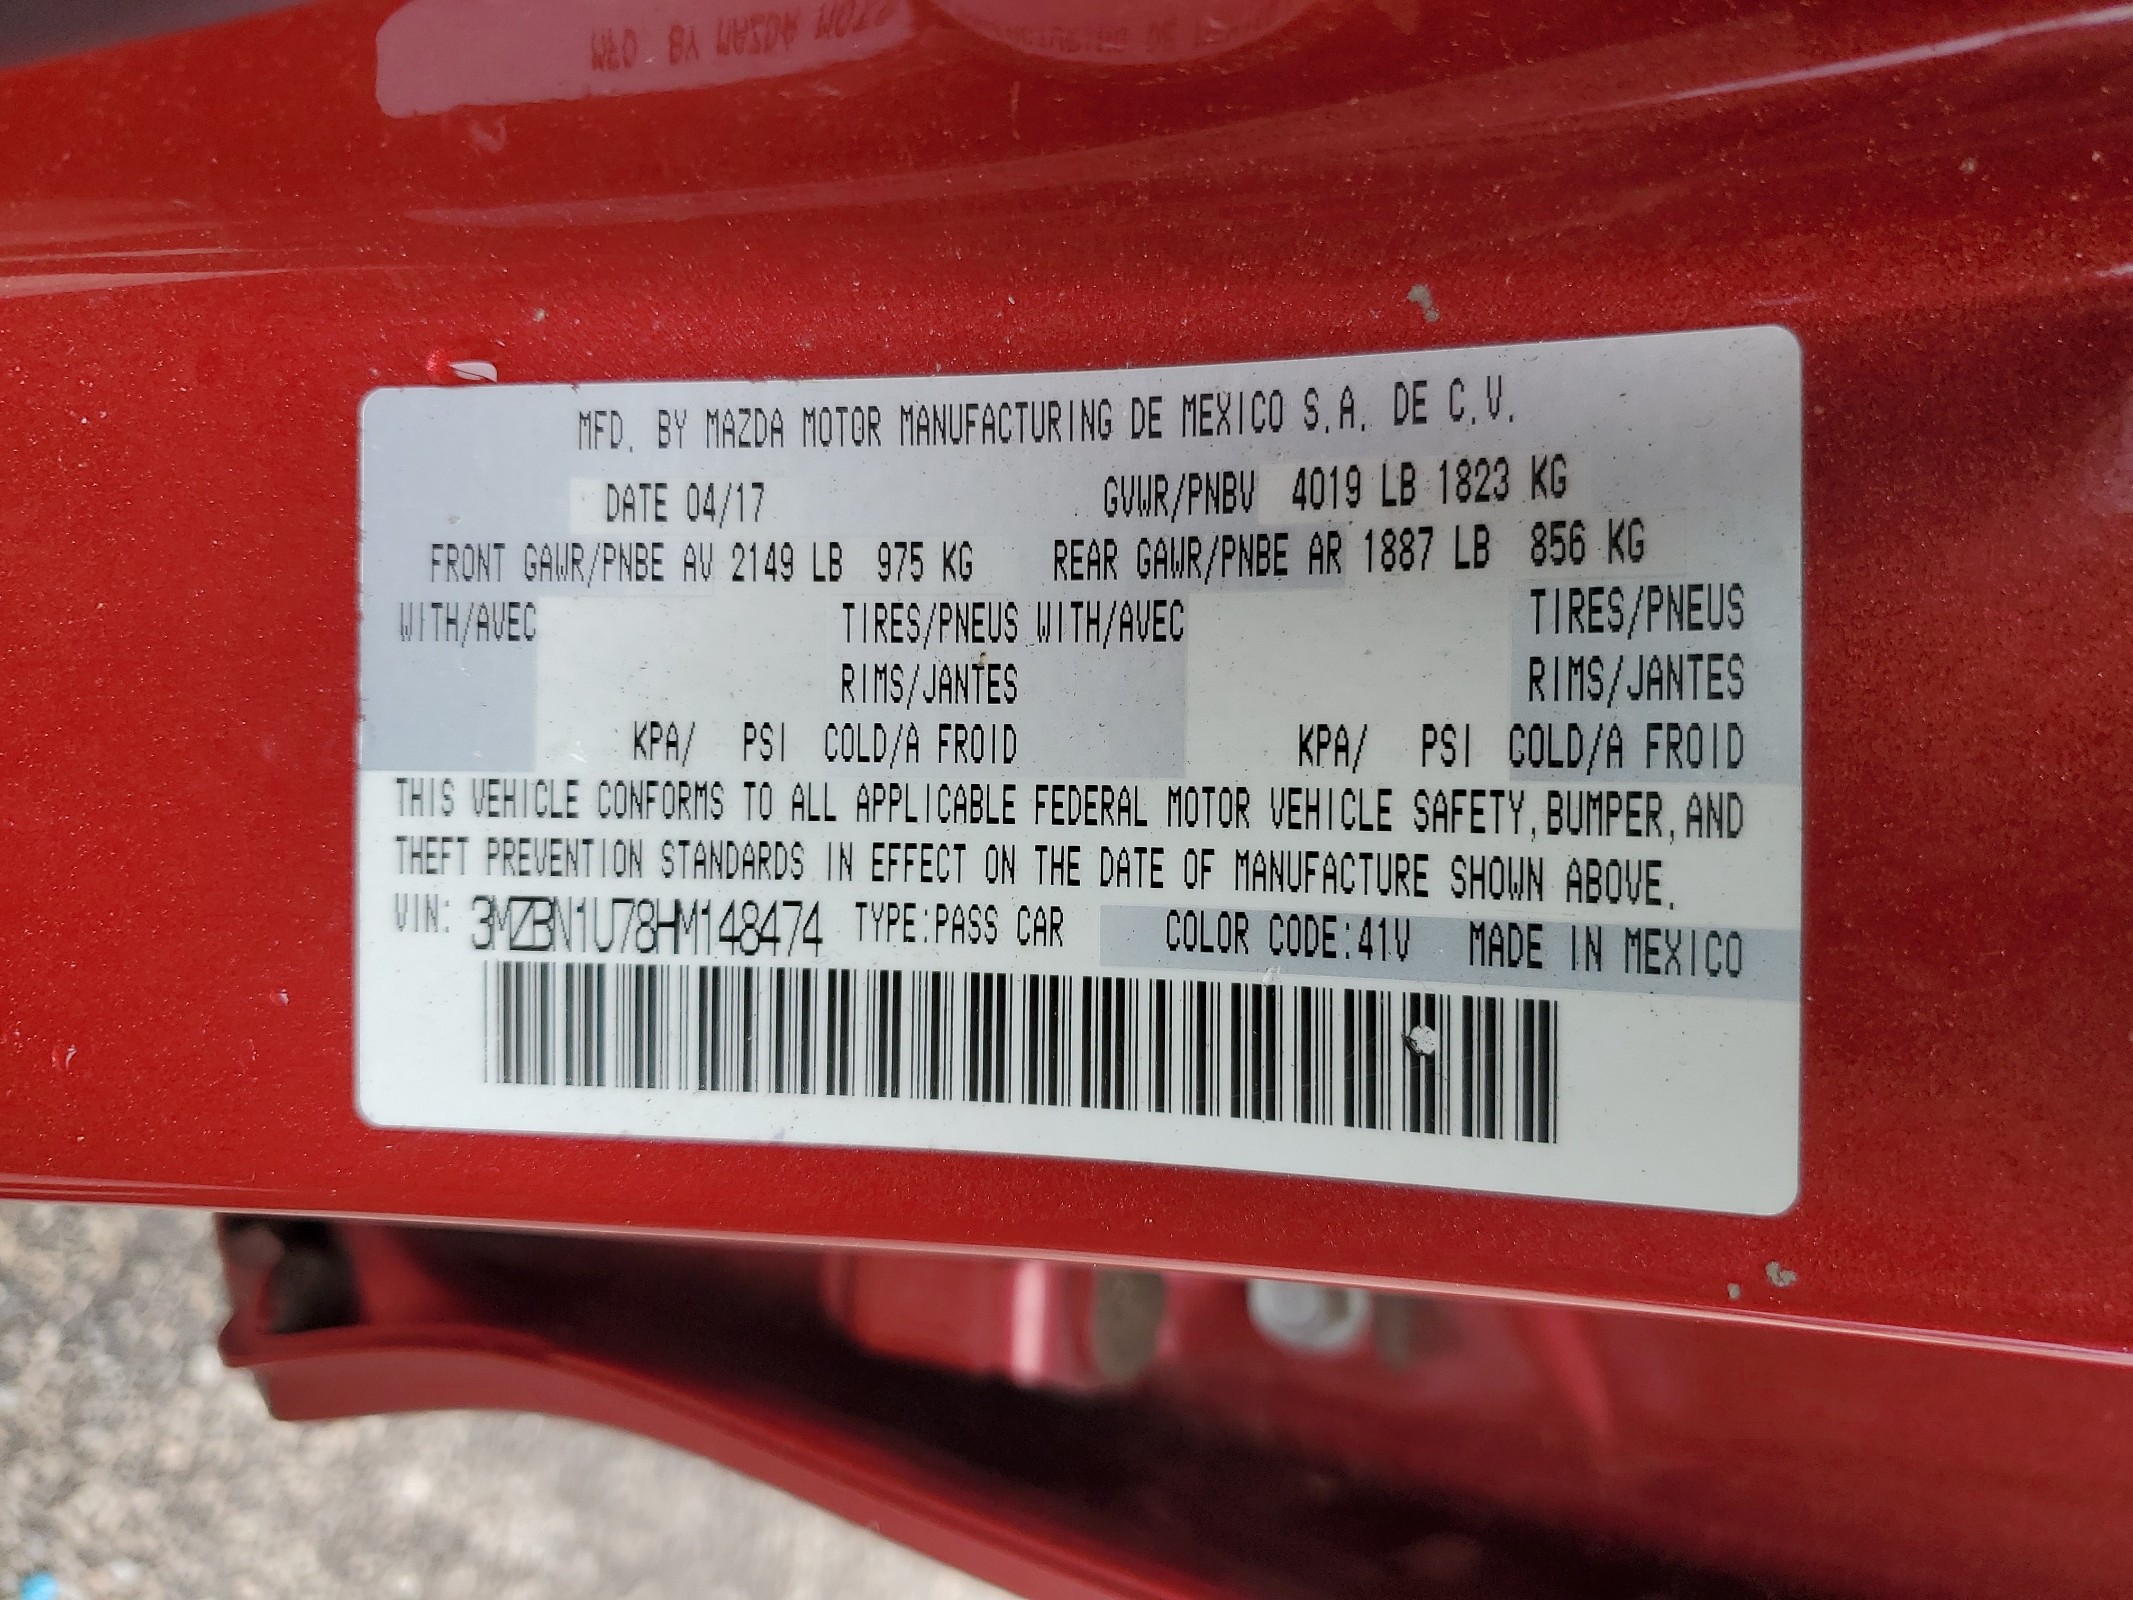 MFD. BY MAZDA MOTOR MANUFACTURING DE MEXICO S.A. DE C.V.
DATE 04/17 GVWR/PNBV 4019 LB 1823 KG
FRONT GAWR/PNBE AV 2149 LB 975 KG REAR GAWR/PNBE AR 1887 LB 856 KG
WITH/AVEC TIRES/PNEUS WITH/AVEC TIRES/PNEUS
RIMS/JANTES RIMS/JANTES
KPA/ PSI COLD/A FROID KPA/ PSI COLD/A FROID
THIS VEHICLE CONFORMS TO ALL APPLICABLE FEDERAL MOTOR VEHICLE SAFETY, BUMPER, AND
THEFT PREVENTION STANDARDS IN EFFECT ON THE DATE OF MANUFACTURE SHOWN ABOVE.
VIN: 3MZBN1U78HM148474 TYPE:PASS CAR COLOR CODE:41V MADE IN MEXICO